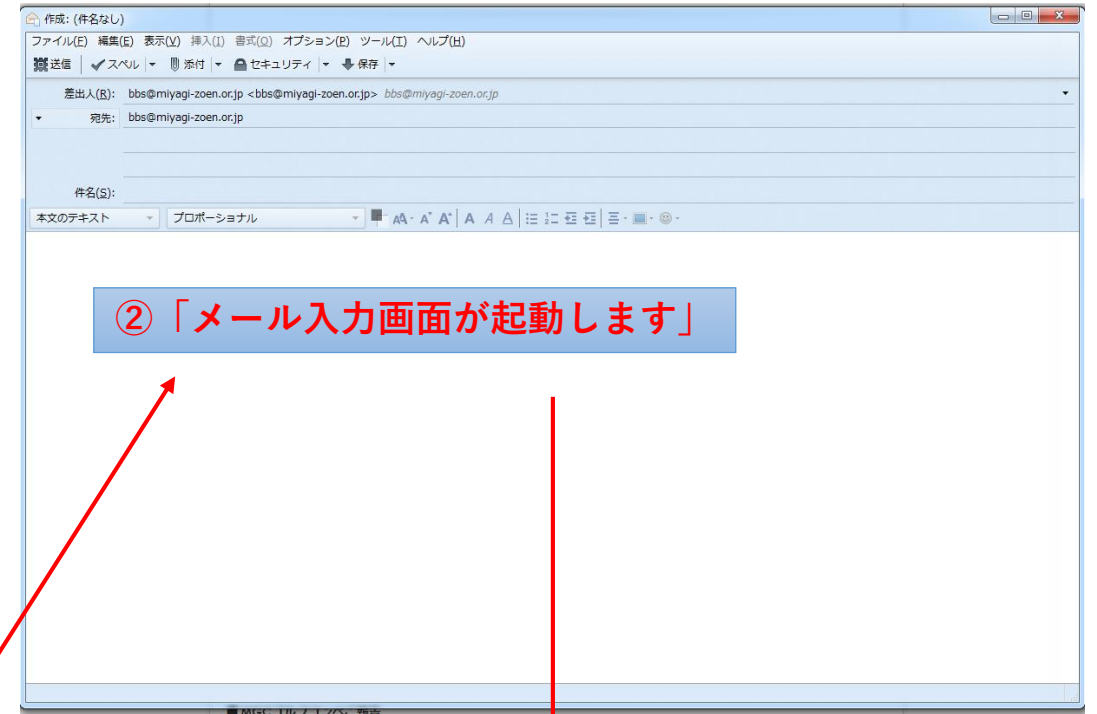 作成: (件名なし)
ファイル(F) 編集(E) 表示(V) 挿入(I) 書式(O) オプション(P) ツール(T) ヘルプ(H)
送信 スペル 添付 セキュリティ 保存
差出人(R): bbs@miyagi-zoen.or.jp <bbs@miyagi-zoen.or.jp> bbs@miyagi-zoen.or.jp
宛先: bbs@miyagi-zoen.or.jp
件名(S):
本文のテキスト プロポーショナル
②「メール入力画面が起動します」